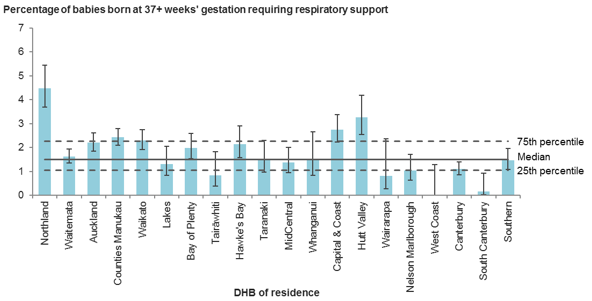 Percentage of babies born at 37+ weeks' gestation requiring respiratory support
7
6
5
4
3
2
1
0
75th percentile
Median
25th percentile
Northland
Waitemata
Auckland
Counties Manukau
Waikato
Lakes
Bay of Plenty
Tairāwhiti
Hawke's Bay
Taranaki
MidCentral
Whanganui
Capital & Coast
Hutt Valley
Wairarapa
Nelson Marlborough
West Coast
Canterbury
South Canterbury
Southern
DHB of residence